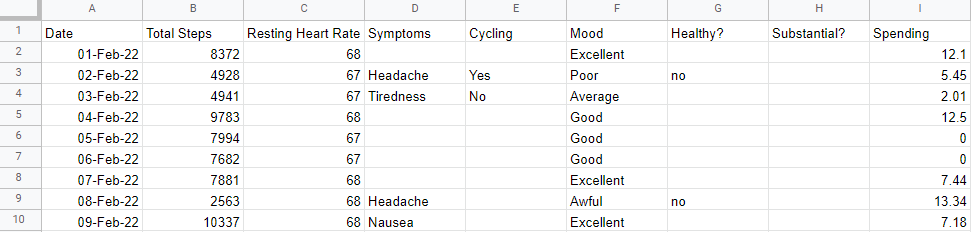 A B C D E F G H I
1 Date Total Steps Resting Heart Rate Symptoms Cycling Mood Healthy? Substantial? Spending
2 01-Feb-22 8372 68 Excellent 12.1
3 02-Feb-22 4928 67 Headache Yes Poor no 5.45
4 03-Feb-22 4941 67 Tiredness No Average 2.01
5 04-Feb-22 9783 68 Good 12.5
6 05-Feb-22 7994 67 Good 0
7 06-Feb-22 7682 67 Good 0
8 07-Feb-22 7881 68 Excellent 7.44
9 08-Feb-22 2563 68 Headache Awful no 13.34
10 09-Feb-22 10337 68 Nausea Excellent 7.18